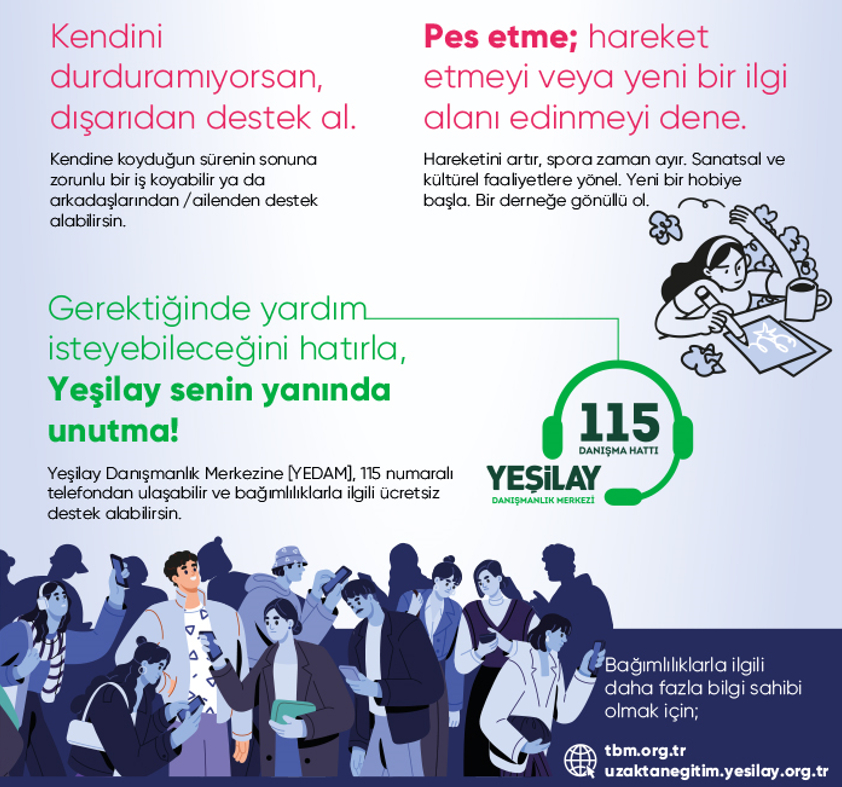 Kendini
durduramıyorsan,
dışarıdan destek al.
Kendine koyduğun sürenin sonuna
zorunlu bir iş koyabilir ya da
arkadaşlarından /ailenden destek
alabilirsin.
Pes etme; hareket
etmeyi veya yeni bir ilgi
alanı edinmeyi dene.
Hareketini artır, spora zaman ayır. Sanatsal ve
kültürel faaliyetlere yönel. Yeni bir hobiye
başla. Bir derneğe gönüllü ol.
Gerektiğinde yardım
isteyebileceğini hatırla,
Yeşilay senin yanında
unutma!
Yeşilay Danışmanlık Merkezine [YEDAM], 115 numaralı
telefondan ulaşabilir ve bağımlılıklarla ilgili ücretsiz
destek alabilirsin.
115
DANIŞMA HATTI
YEŞİLAY
DANIŞMANLIK MERKEZİ
Bağımlılıklarla ilgili
daha fazla bilgi sahibi
olmak için;
tbm.org.tr
uzaktanegitim.yesilay.org.tr